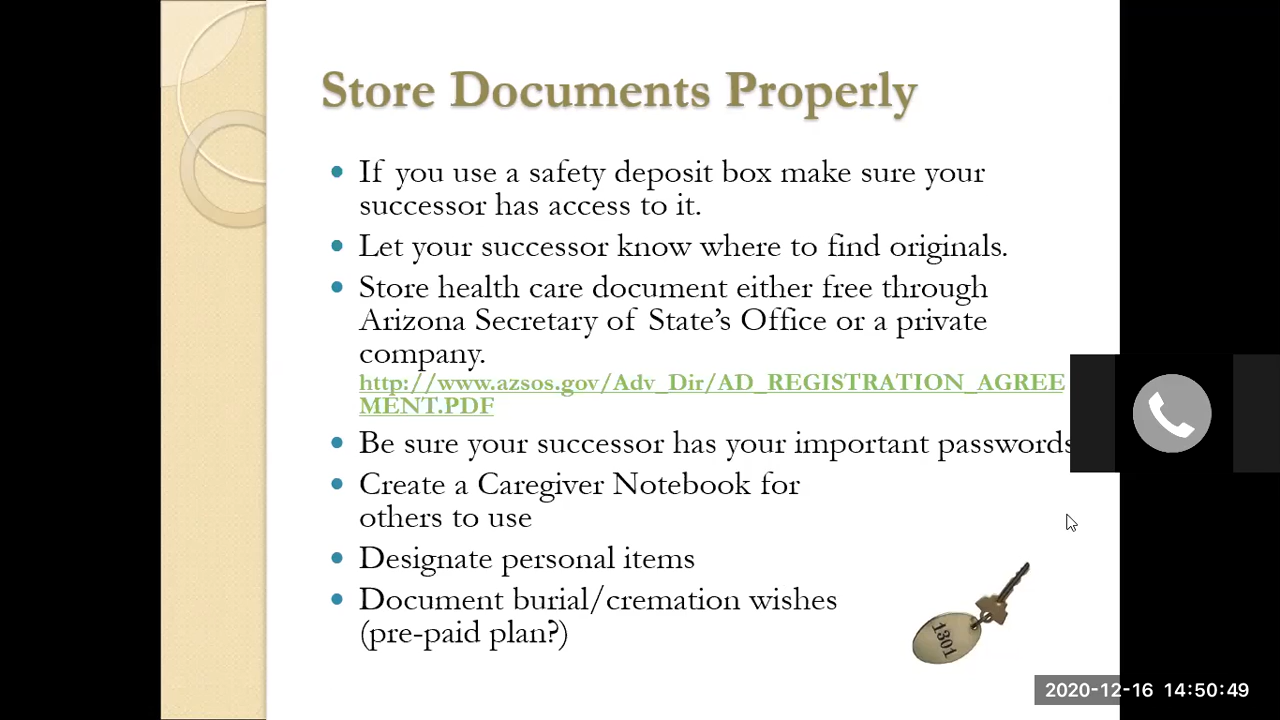 Store Documents Properly
If you use a safety deposit box make sure your
successor has access to it.
Let your successor know where to find originals.
Store health care document either free through
Arizona Secretary of State's Office or a private
company.
http://www.azsos.gov/Adv_Dir/AD_REGISTRATION_AGREE
MENT.PDF
Be sure your successor has your important passwords
Create a Caregiver Notebook for
others to use
Designate personal items
Document burial/cremation wishes
(pre-paid plan?)
1301
2020-12-16 14:50:49